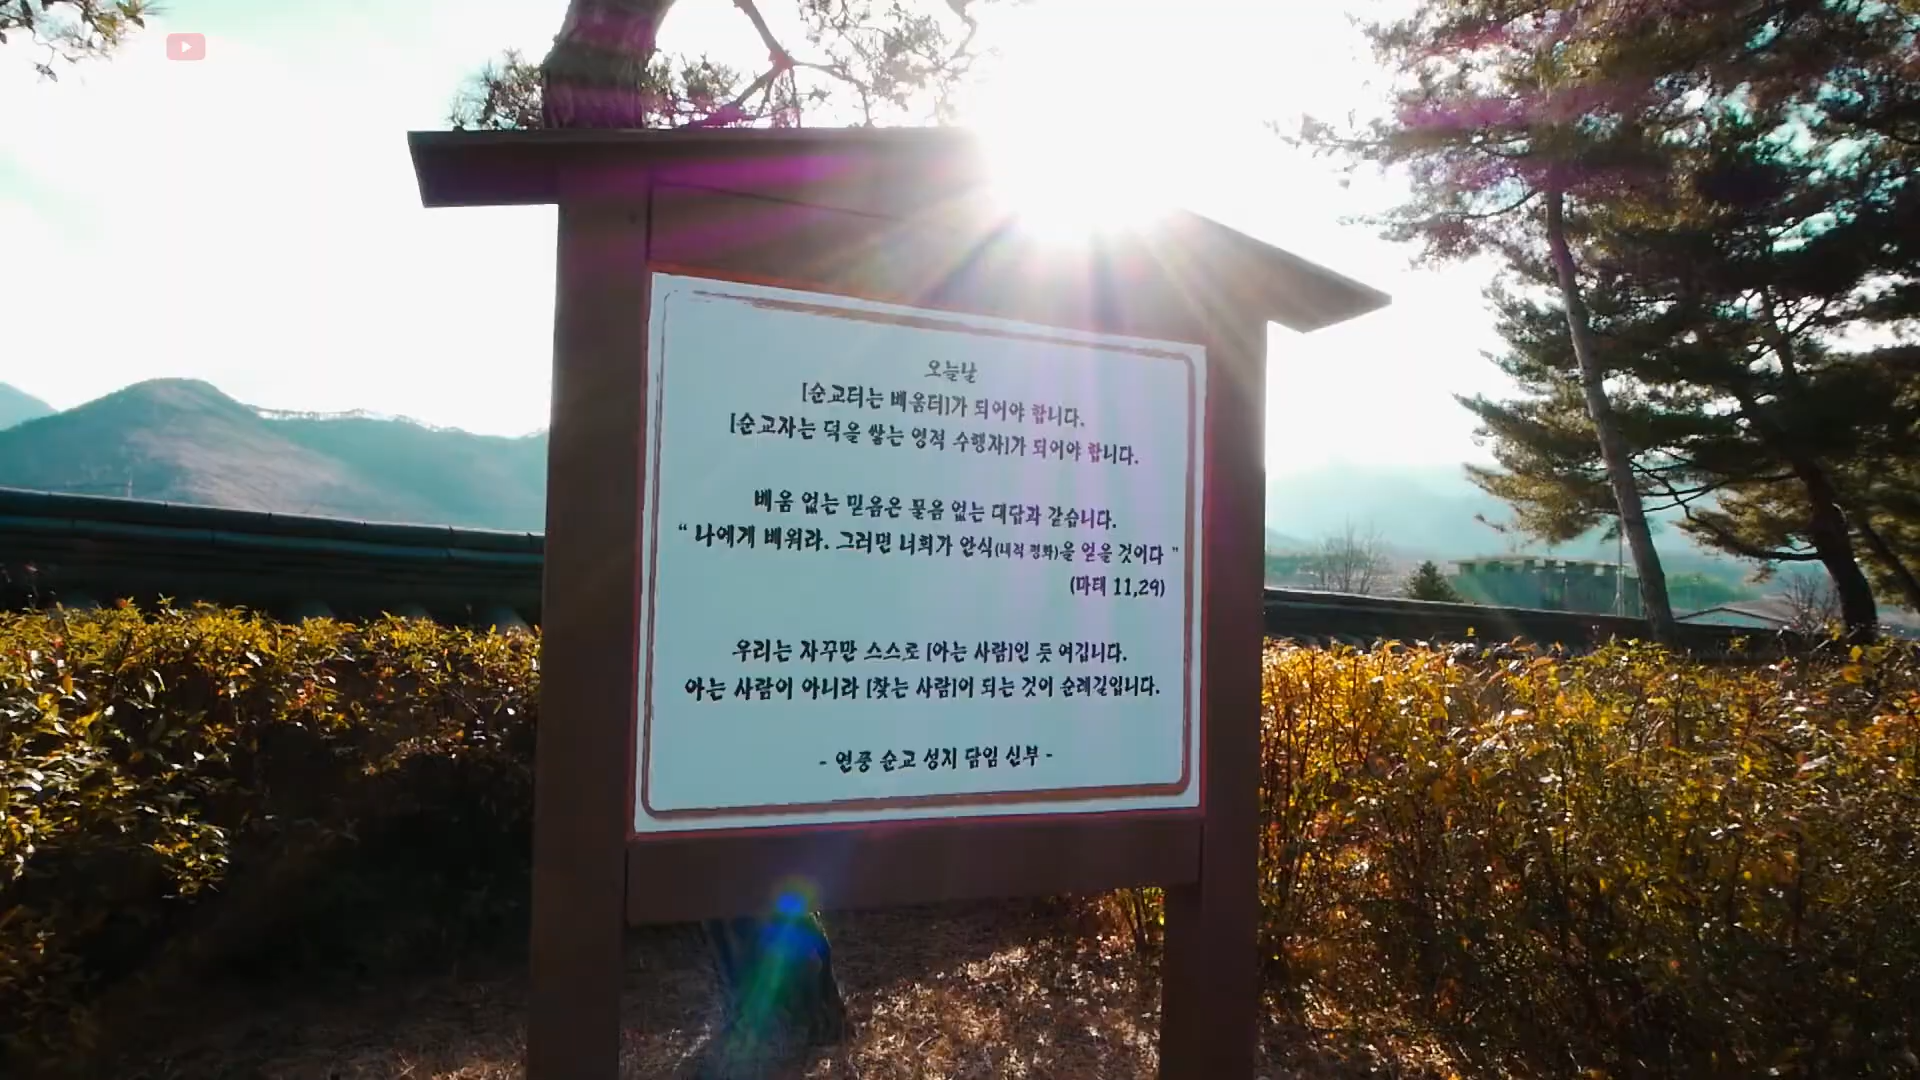 오늘날
[순교터는 배움터]가 되어야 합니다.
[순교자는 덕을 쌓는 영적 수행자]가 되어야 합니다.
배움 없는 믿음은 물음 없는 대답과 같습니다.
“ 나에게 배워라. 그러면 너희가 안식(내적 평화)을 얻을 것이다 ”
(마태 11,29)
우리는 자꾸만 스스로 [아는 사람]인 듯 여깁니다.
아는 사람이 아니라 [찾는 사람]이 되는 것이 순례길입니다.
- 연풍 순교 성지 담임 신부 -